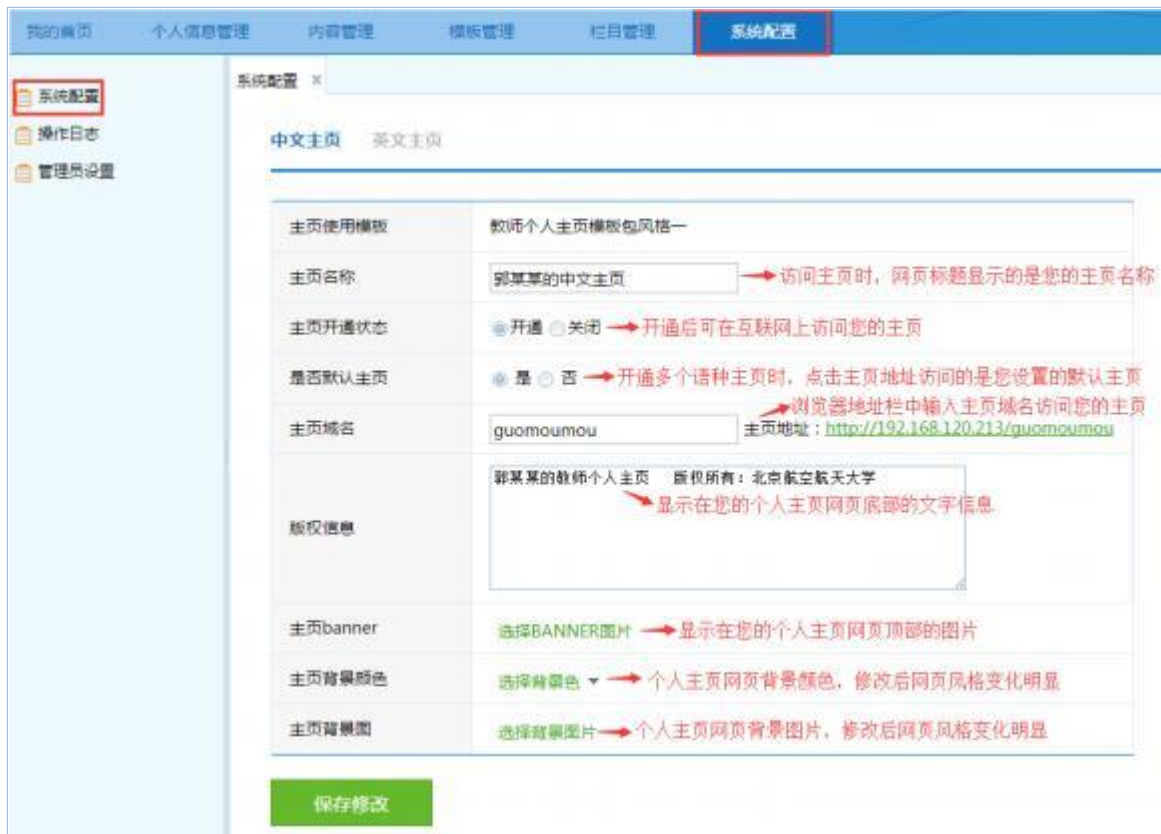 我的首页 个人信息管理 内容管理 模板管理 栏目管理 系统配置
系统配置 ×
系统配置
操作日志
管理员设置
中文主页 英文主页
主页使用模板 教师个人主页模板包风格一
主页名称 郭某某的中文主页 访问主页时，网页标题显示的是您的主页名称
主页开通状态 开通 关闭 开通后可在互联网上访问您的主页
是否默认主页 是 否 开通多个语种主页时，点击主页地址访问的是您设置的默认主页
浏览器地址栏中输入主页域名访问您的主页
主页域名 guomoumou 主页地址：http://192.168.120.213/guomoumou
郭某某的教师个人主页 版权所有：北京航空航天大学
显示在您的个人主页网页底部的文字信息
版权信息
主页banner 选择BANNER图片 显示在您的个人主页网页顶部的图片
主页背景颜色 选择背景色 个人主页网页背景颜色，修改后网页风格变化明显
主页背景图 选择背景图片 个人主页网页背景图片，修改后网页风格变化明显
保存修改